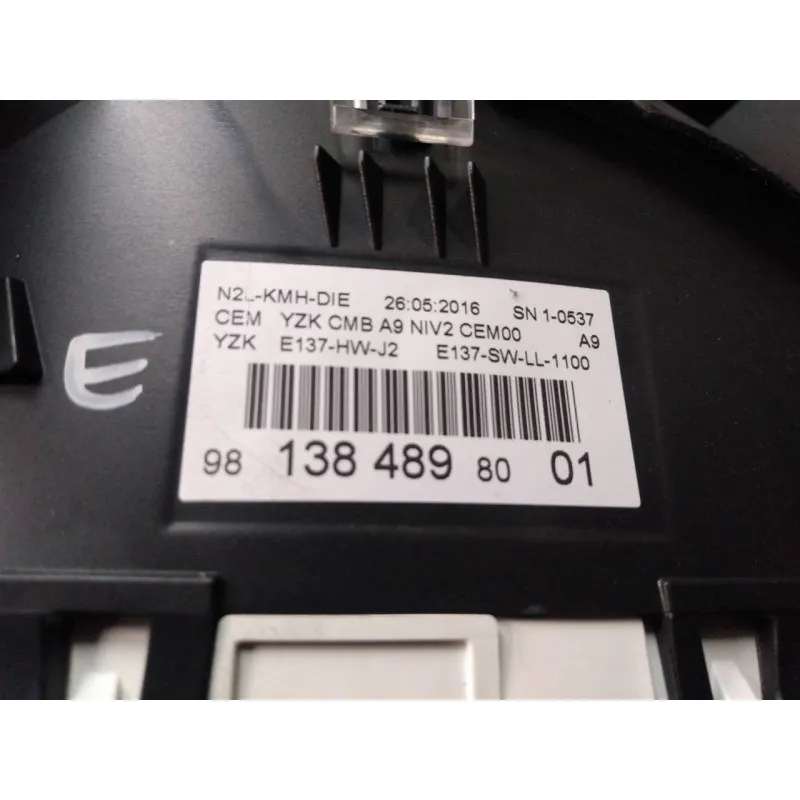 N2L-KMH-DIE 26:05:2016 SN 1-0537
CEM YZK CMB A9 NIV2 CEM00 A9
YZK E137-HW-J2 E137-SW-LL-1100
98 138 489 80 01
E